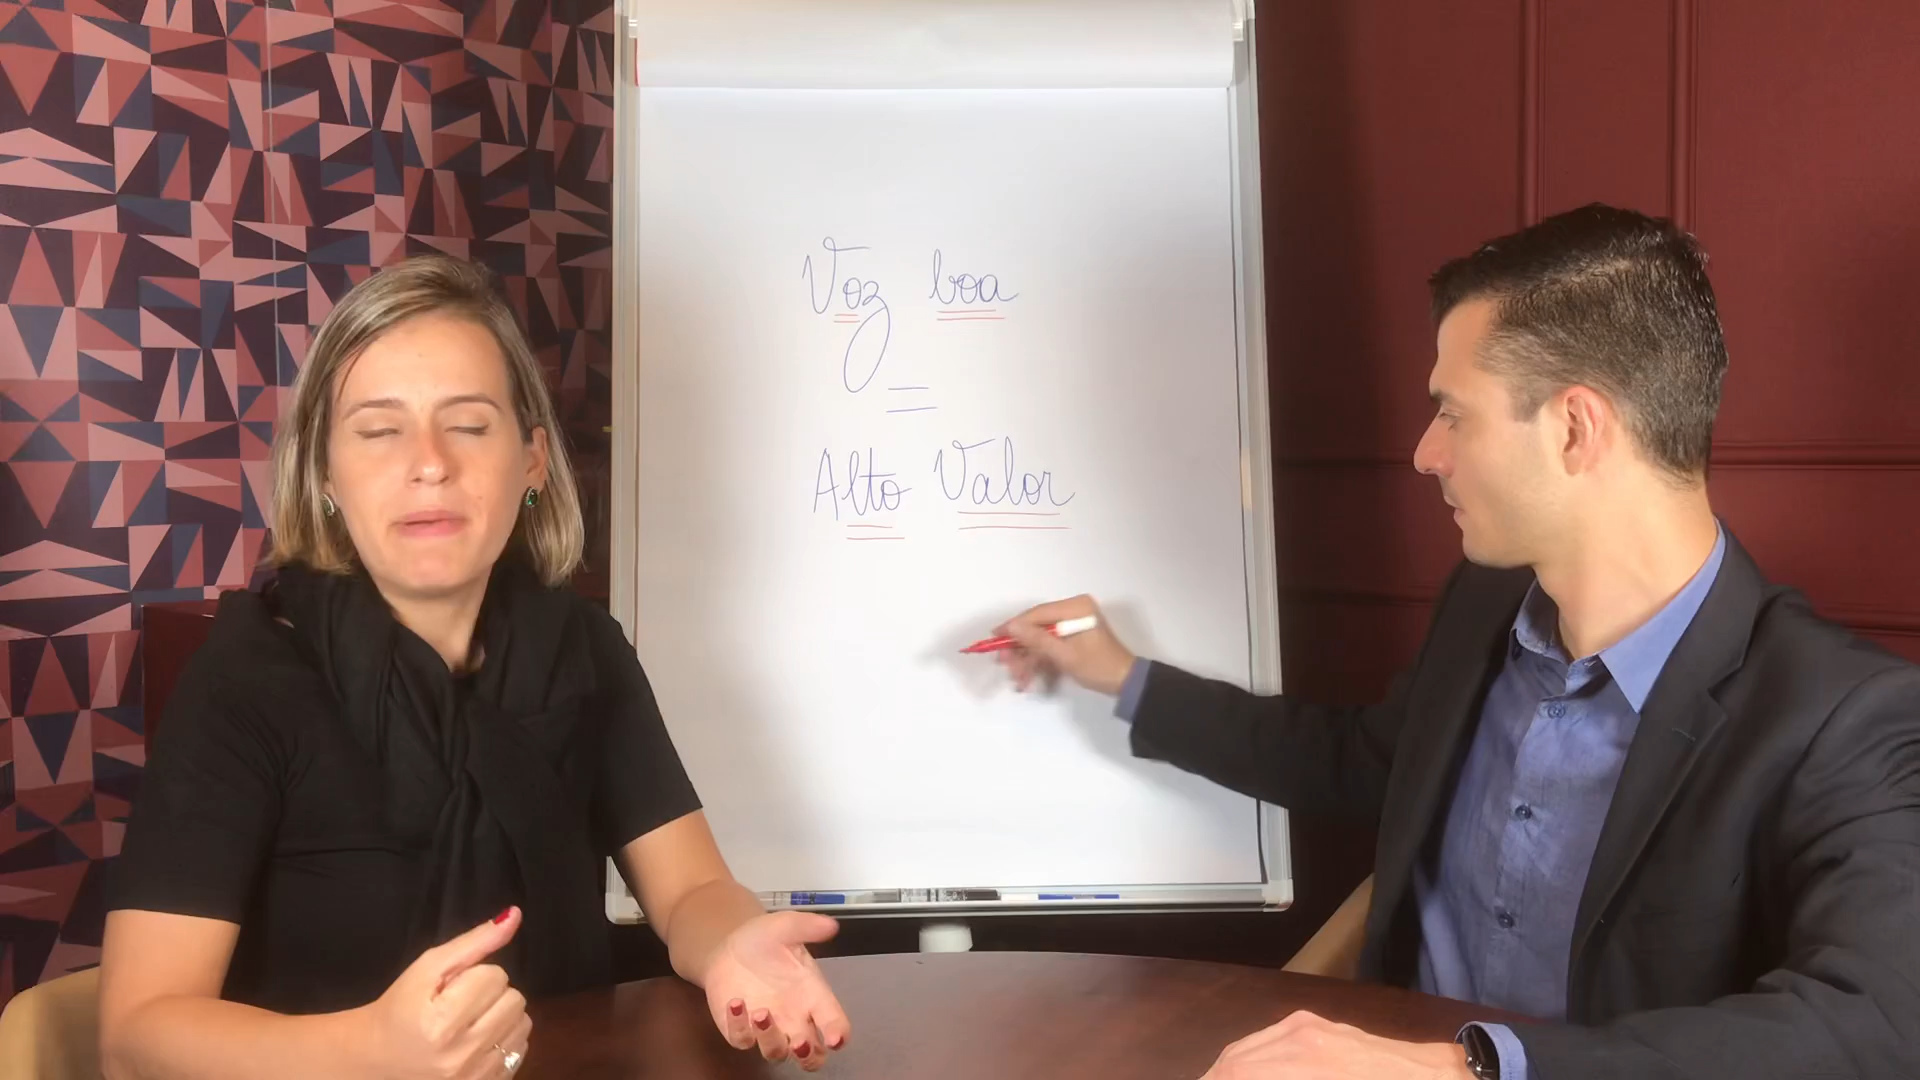 Voz boa
=
Alto Valor